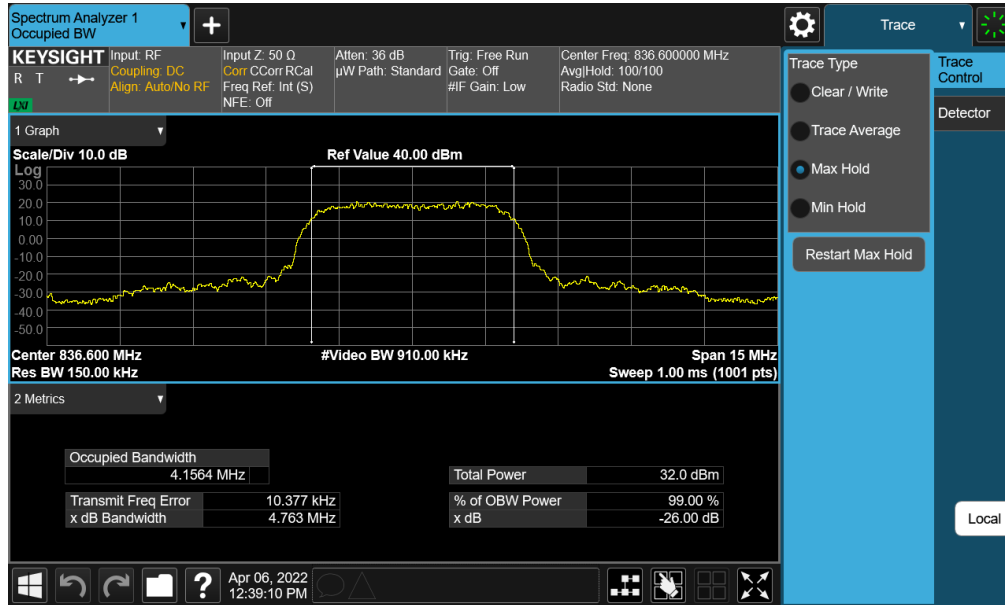 Spectrum Analyzer 1
Occupied BW
+
Trace
KEYSIGHT
R T
LXI
Input: RF
Coupling: DC
Align: Auto/No RF
Input Z: 50 Ω
Corr CCorr RCal
Freq Ref: Int (S)
NFE: Off
Atten: 36 dB
µW Path: Standard
Trig: Free Run
Gate: Off
#IF Gain: Low
Center Freq: 836.600000 MHz
Avg|Hold: 100/100
Radio Std: None
Trace Type
Clear / Write
Trace Average
Max Hold
Min Hold
Restart Max Hold
Trace
Control
Detector
Local
1 Graph
Scale/Div 10.0 dB
Ref Value 40.00 dBm
Log
30.0
20.0
10.0
0.00
-10.0
-20.0
-30.0
-40.0
-50.0
Center 836.600 MHz
#Video BW 910.00 kHz
Span 15 MHz
Res BW 150.00 kHz
Sweep 1.00 ms (1001 pts)
2 Metrics
Occupied Bandwidth
4.1564 MHz
Total Power 32.0 dBm
Transmit Freq Error 10.377 kHz
% of OBW Power 99.00 %
x dB Bandwidth 4.763 MHz
x dB -26.00 dB
?
Apr 06, 2022
12:39:10 PM